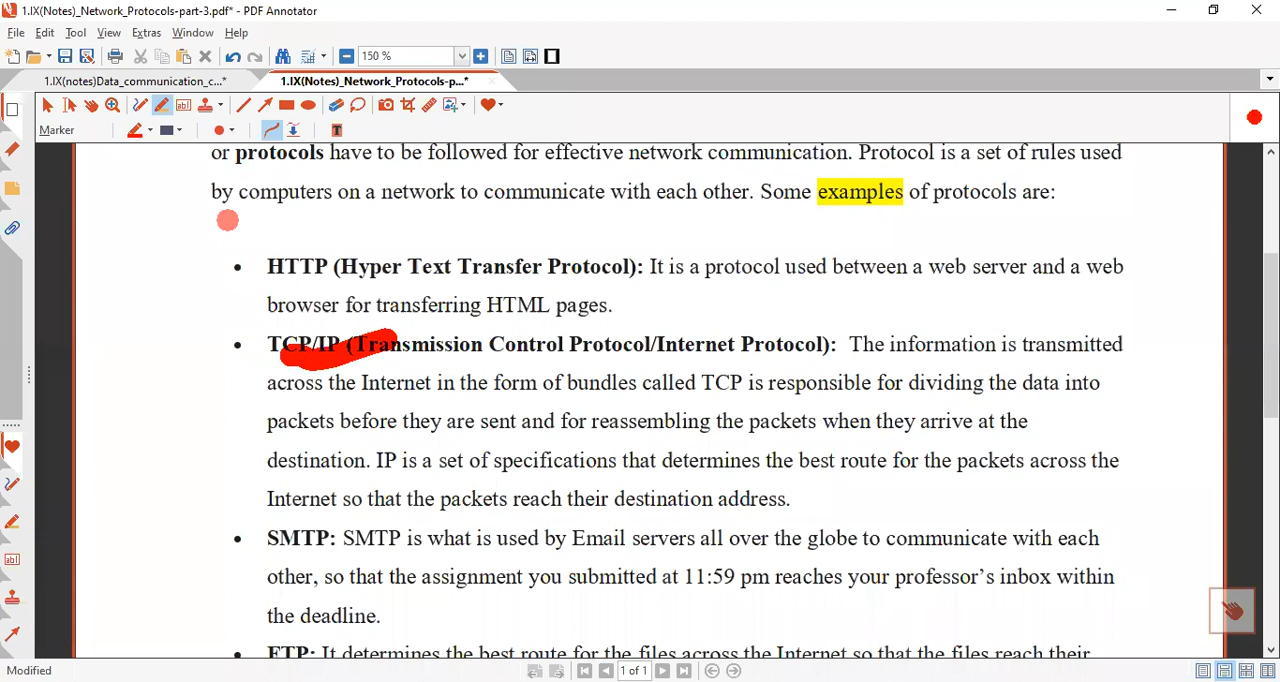 1.IX(Notes)_Network_Protocols-part-3.pdf* - PDF Annotator
File Edit Tool View Extras Window Help
150 %
1.IX(notes)Data_communication_c...* 1.IX(Notes)_Network_Protocols-p...*
Marker
or protocols have to be followed for effective network communication. Protocol is a set of rules used
by computers on a network to communicate with each other. Some examples of protocols are:
• HTTP (Hyper Text Transfer Protocol): It is a protocol used between a web server and a web
browser for transferring HTML pages.
• TCP/IP (Transmission Control Protocol/Internet Protocol): The information is transmitted
across the Internet in the form of bundles called TCP is responsible for dividing the data into
packets before they are sent and for reassembling the packets when they arrive at the
destination. IP is a set of specifications that determines the best route for the packets across the
Internet so that the packets reach their destination address.
• SMTP: SMTP is what is used by Email servers all over the globe to communicate with each
other, so that the assignment you submitted at 11:59 pm reaches your professor’s inbox within
the deadline.
• FTP: It determines the best route for the files across the Internet so that the files reach their
Modified 1 of 1